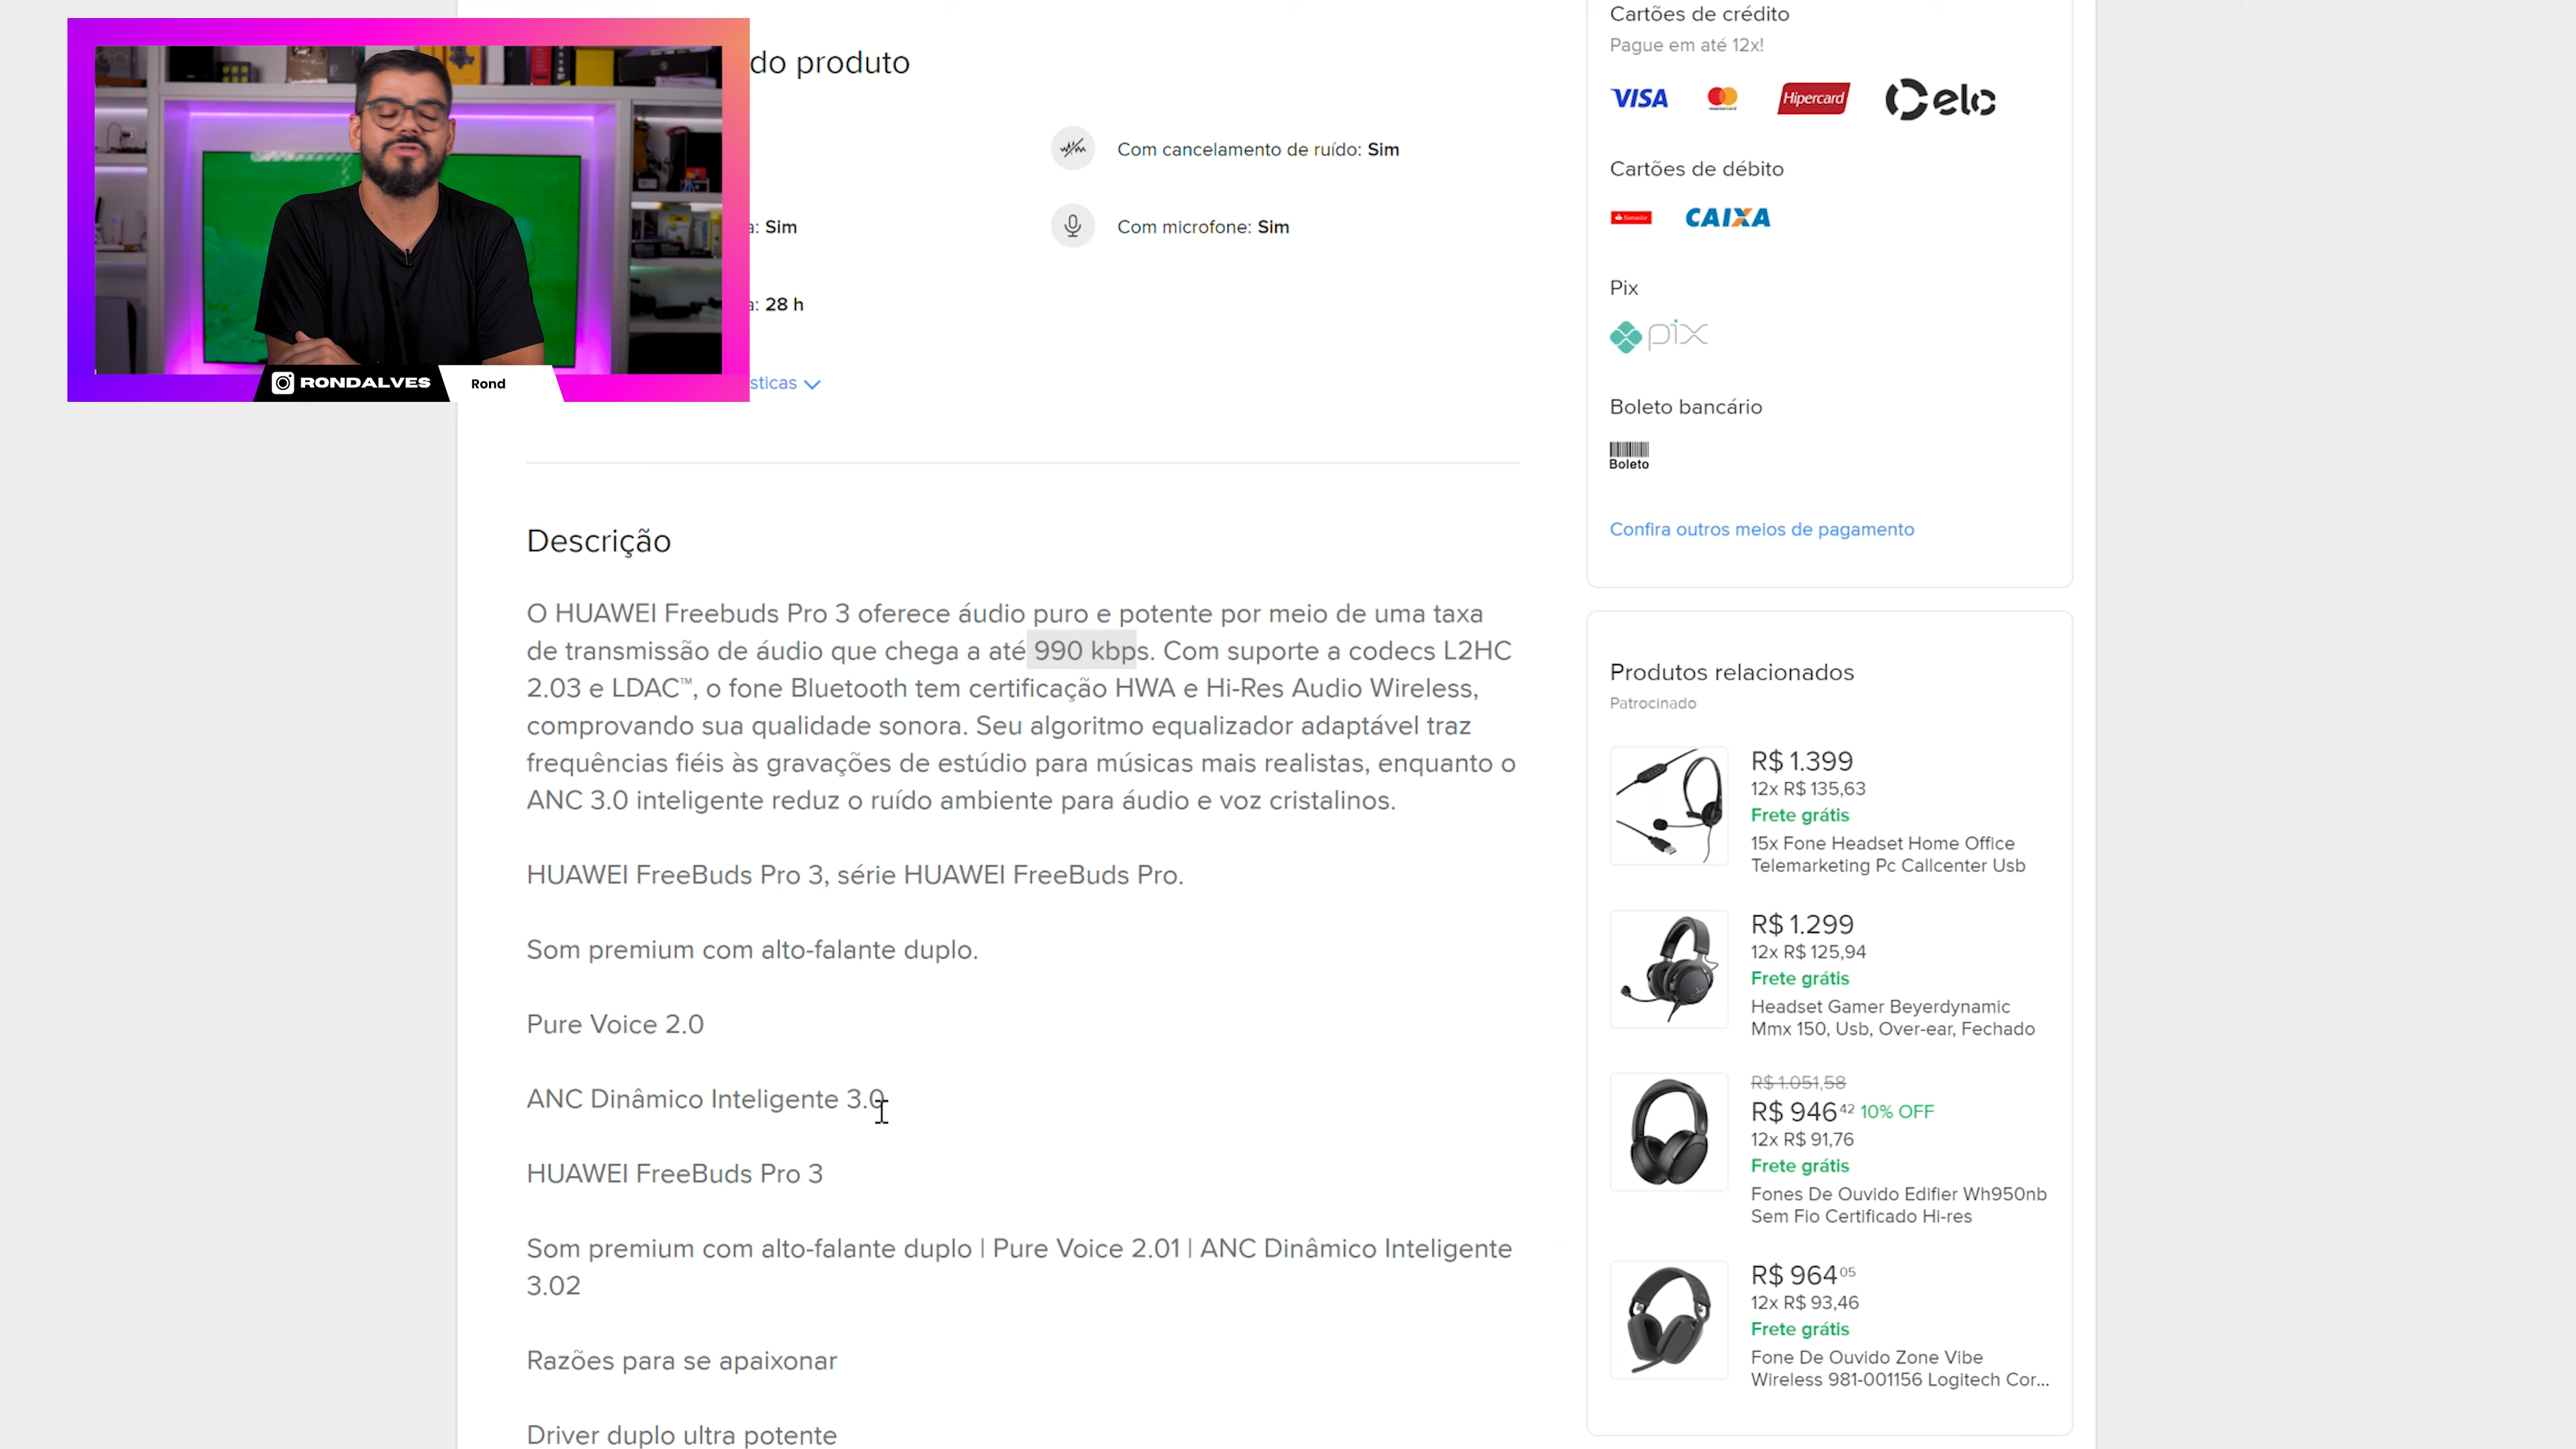 do produto
Com cancelamento de ruído: Sim
a: Sim
Com microfone: Sim
a: 28 h
sticas
RONDALVES
Rond
Descrição
O HUAWEI Freebuds Pro 3 oferece áudio puro e potente por meio de uma taxa
de transmissão de áudio que chega a até 990 kbps. Com suporte a codecs L2HC
2.03 e LDAC™, o fone Bluetooth tem certificação HWA e Hi-Res Audio Wireless,
comprovando sua qualidade sonora. Seu algoritmo equalizador adaptável traz
frequências fiéis às gravações de estúdio para músicas mais realistas, enquanto o
ANC 3.0 inteligente reduz o ruído ambiente para áudio e voz cristalinos.
HUAWEI FreeBuds Pro 3, série HUAWEI FreeBuds Pro.
Som premium com alto-falante duplo.
Pure Voice 2.0
ANC Dinâmico Inteligente 3.0
HUAWEI FreeBuds Pro 3
Som premium com alto-falante duplo | Pure Voice 2.01 | ANC Dinâmico Inteligente
3.02
Razões para se apaixonar
Driver duplo ultra potente
Cartões de crédito
Pague em até 12x!
VISA
mastercard
Hipercard
elo
Cartões de débito
Santander
CAIXA
Pix
pix
Boleto bancário
Boleto
Confira outros meios de pagamento
Produtos relacionados
Patrocinado
R$ 1.399
12x R$ 135,63
Frete grátis
15x Fone Headset Home Office
Telemarketing Pc Callcenter Usb
R$ 1.299
12x R$ 125,94
Frete grátis
Headset Gamer Beyerdynamic
Mmx 150, Usb, Over-ear, Fechado
R$ 1.051,58
R$ 946 42 10% OFF
12x R$ 91,76
Frete grátis
Fones De Ouvido Edifier Wh950nb
Sem Fio Certificado Hi-res
R$ 964 05
12x R$ 93,46
Frete grátis
Fone De Ouvido Zone Vibe
Wireless 981-001156 Logitech Cor...